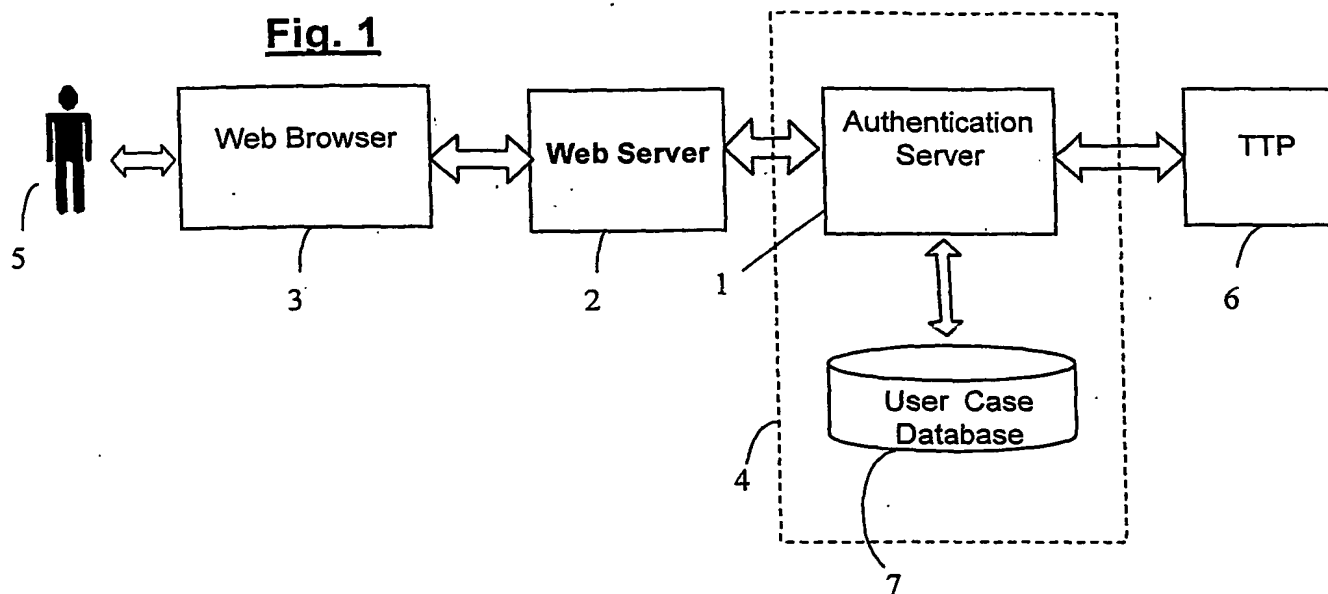 Fig. 1
Web Browser
Web Server
Authentication
Server
TTP
5
3
2
1
6
User Case
Database
4
7